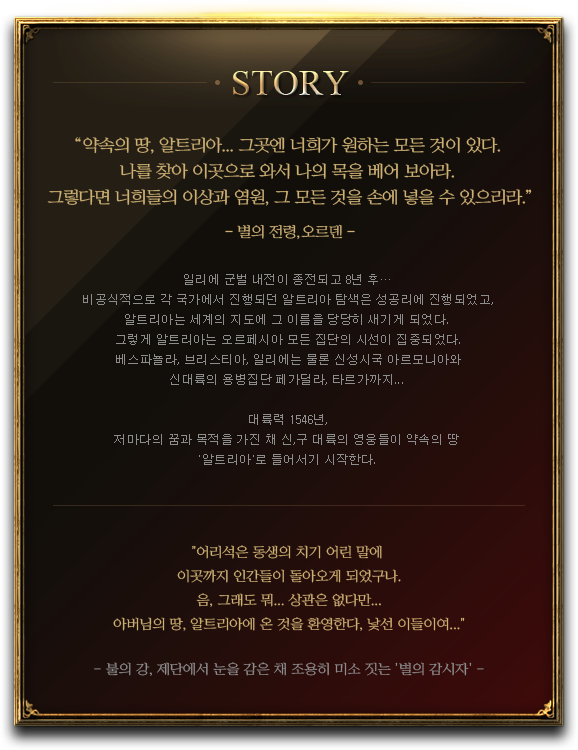 STORY
“약속의 땅, 알트리아... 그곳엔 너희가 원하는 모든 것이 있다.
나를 찾아 이곳으로 와서 나의 목을 베어 보아라.
그렇다면 너희들의 이상과 염원, 그 모든 것을 손에 넣을 수 있으리라.”
- 별의 전령,오르덴 -
일리에 군벌 내전이 종전되고 8년 후…
비공식적으로 각 국가에서 진행되던 알트리아 탐색은 성공리에 진행되었고,
알트리아는 세계의 지도에 그 이름을 당당히 새기게 되었다.
그렇게 알트리아는 오르페시아 모든 집단의 시선이 집중되었다.
베스파뇰라, 브리스티아, 일리에는 물론 신성시국 아르모니아와
신대륙의 용병집단 페가딜라, 타르가까지...
대륙력 1546년,
저마다의 꿈과 목적을 가진 채 신,구 대륙의 영웅들이 약속의 땅
'알트리아'로 들어서기 시작한다.
"어리석은 동생의 치기 어린 말에
이곳까지 인간들이 돌아오게 되었구나.
음, 그래도 뭐... 상관은 없다만...
아버님의 땅, 알트리아에 온 것을 환영한다, 낯선 이들이여..."
- 불의 강, 제단에서 눈을 감은 채 조용히 미소 짓는 '별의 감시자' -